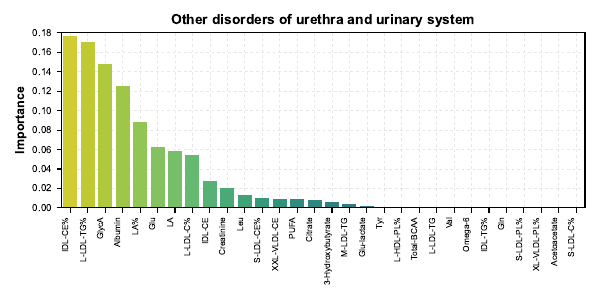 Other disorders of urethra and urinary system
Importance
0.18
0.16
0.14
0.12
0.10
0.08
0.06
0.04
0.02
0.00
IDL-CE%
L-LDL-TG%
GlycA
Albumin
LA%
Glu
LA
L-LDL-C%
IDL-CE
Creatinine
Leu
S-LDL-CE%
XXL-VLDL-CE
PUFA
Citrate
3-Hydroxybutyrate
M-LDL-TG
Glu-lactate
Tyr
L-HDL-PL%
Total-BCAA
L-LDL-TG
Val
Omega-6
IDL-TG%
Gln
S-LDL-PL%
XL-VLDL-PL%
Acetoacetate
S-LDL-C%